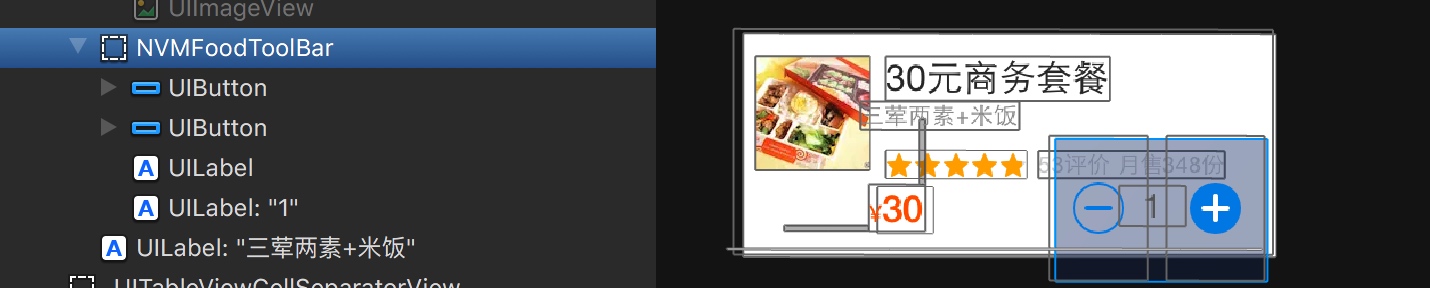 UIImageView
NVMFoodToolBar
UIButton
UIButton
UILabel
UILabel: "1"
UILabel: "三荤两素+米饭"
UITableViewCellSeparatorView
30元商务套餐
三荤两素+米饭
53评价 月售348份
¥30
1